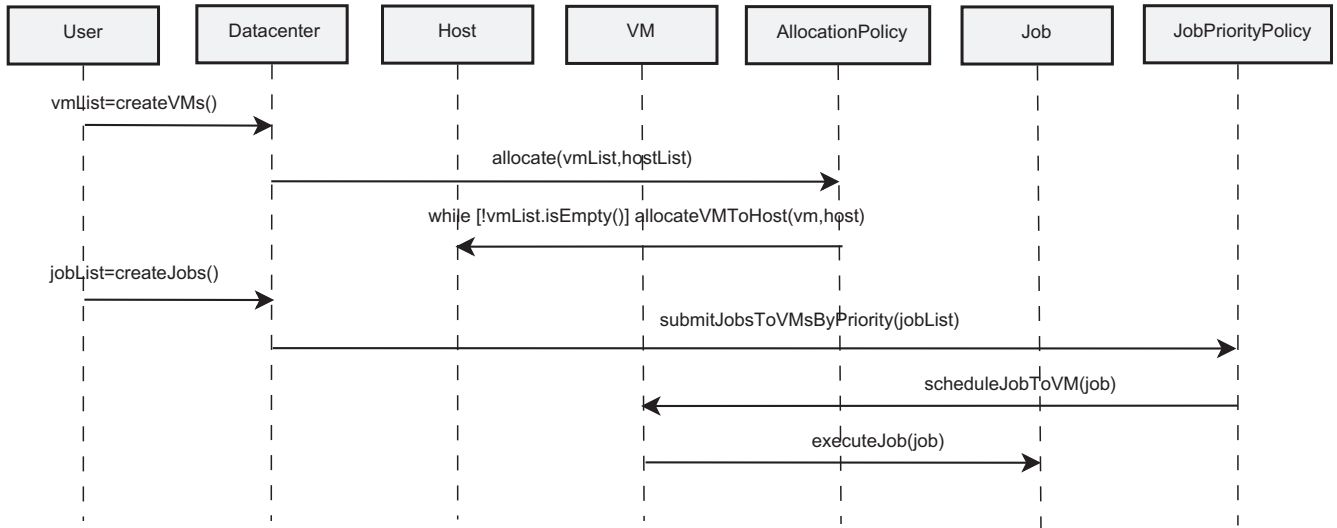 User Datacenter Host VM AllocationPolicy Job JobPriorityPolicy
vmList=createVMs()
allocate(vmList,hostList)
while [!vmList.isEmpty()] allocateVMToHost(vm,host)
jobList=createJobs()
submitJobsToVMsByPriority(jobList)
scheduleJobToVM(job)
executeJob(job)